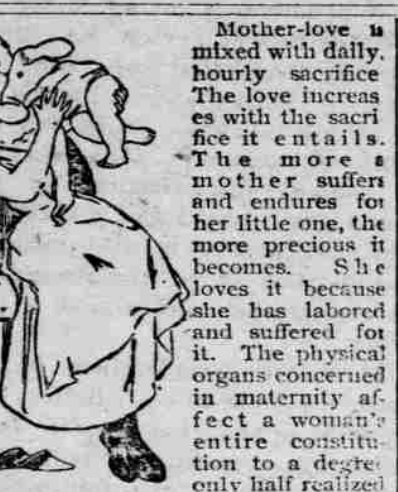 Mother-love is
mixed with daily,
hourly sacrifice
The love increas
es with the sacri
fice it entails.
The more a
mother suffers
and endures for
her little one, the
more precious it
becomes. She
loves it because
she has labored
and suffered for
it. The physical
organs concerned
in maternity af-
fect a woman's
entire constitu-
tion to a degree
only half realized